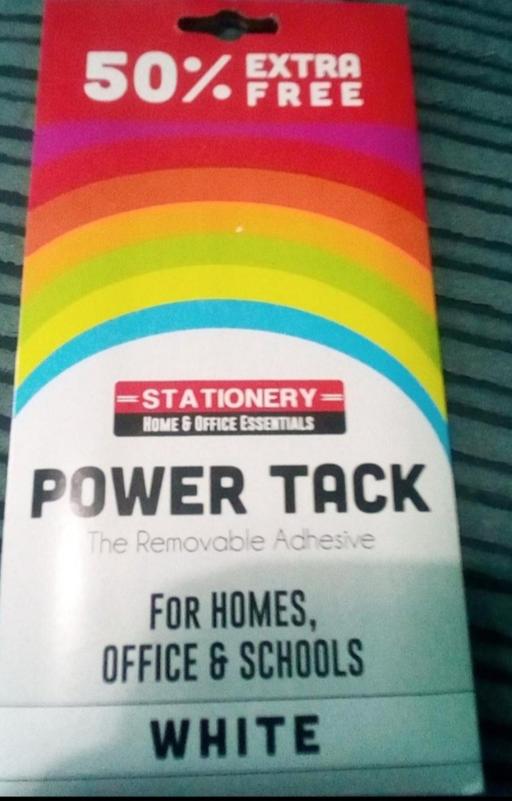 50% EXTRA FREE
STATIONERY
HOME & OFFICE ESSENTIALS
POWER TACK
The Removable Adhesive
FOR HOMES,
OFFICE & SCHOOLS
WHITE